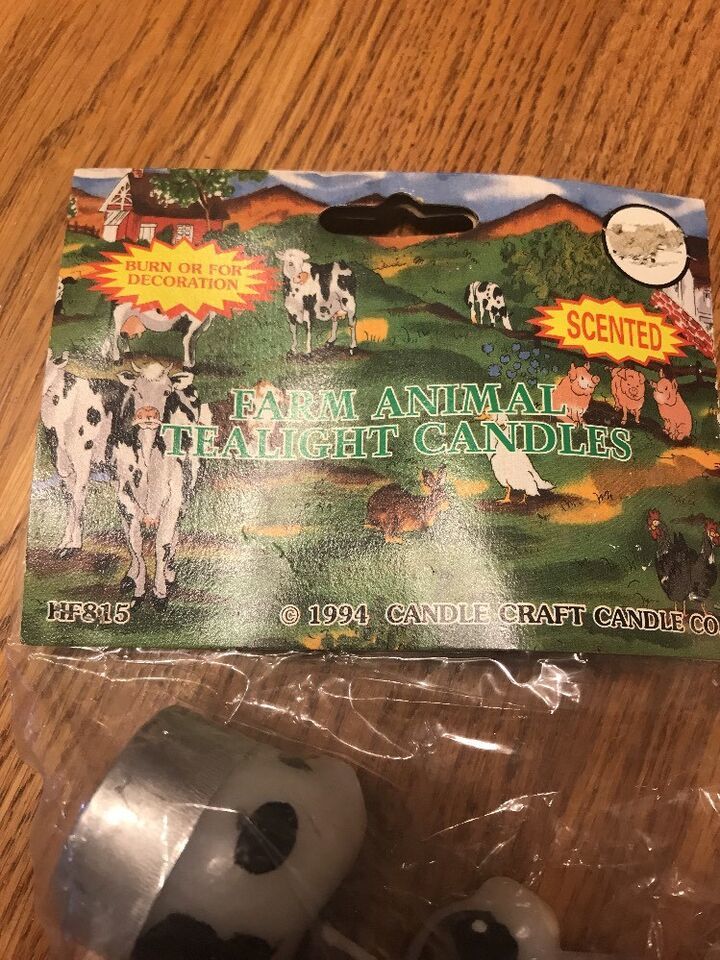 BURN OR FOR
DECORATION
SCENTED
FARM ANIMAL
TEALIGHT CANDLES
HF815
© 1994 CANDLE CRAFT CANDLE CO